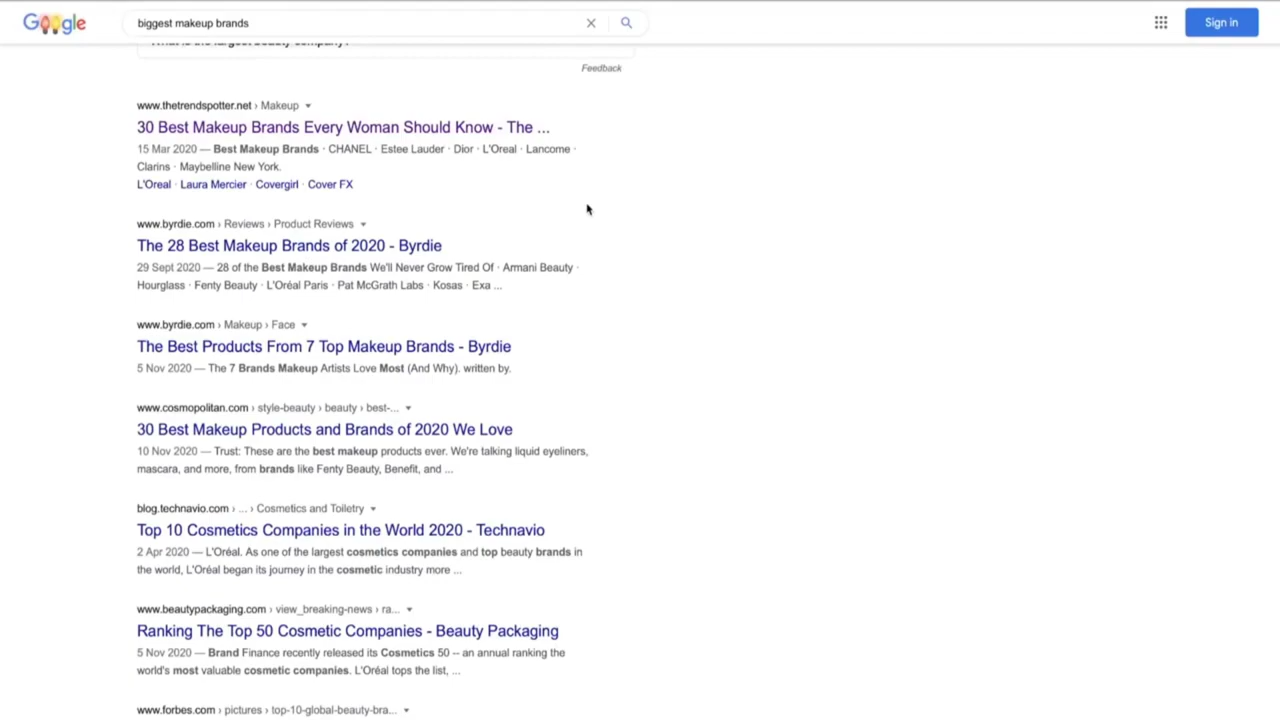 Google
biggest makeup brands
Sign in
What is the largest beauty company?
Feedback
www.thetrendspotter.net › Makeup
30 Best Makeup Brands Every Woman Should Know - The ...
15 Mar 2020 — Best Makeup Brands · CHANEL · Estee Lauder · Dior · L'Oreal · Lancome ·
Clarins · Maybelline New York.
L'Oreal · Laura Mercier · Covergirl · Cover FX
www.byrdie.com › Reviews › Product Reviews
The 28 Best Makeup Brands of 2020 - Byrdie
29 Sept 2020 — 28 of the Best Makeup Brands We'll Never Grow Tired Of · Armani Beauty ·
Hourglass · Fenty Beauty · L'Oréal Paris · Pat McGrath Labs · Kosas · Exa ...
www.byrdie.com › Makeup › Face
The Best Products From 7 Top Makeup Brands - Byrdie
5 Nov 2020 — The 7 Brands Makeup Artists Love Most (And Why). written by.
www.cosmopolitan.com › style-beauty › beauty › best-...
30 Best Makeup Products and Brands of 2020 We Love
10 Nov 2020 — Trust: These are the best makeup products ever. We're talking liquid eyeliners,
mascara, and more, from brands like Fenty Beauty, Benefit, and ...
blog.technavio.com › ... › Cosmetics and Toiletry
Top 10 Cosmetics Companies in the World 2020 - Technavio
2 Apr 2020 — L'Oréal. As one of the largest cosmetics companies and top beauty brands in
the world, L'Oréal began its journey in the cosmetic industry more ...
www.beautypackaging.com › view_breaking-news › ra...
Ranking The Top 50 Cosmetic Companies - Beauty Packaging
5 Nov 2020 — Brand Finance recently released its Cosmetics 50 -- an annual ranking the
world's most valuable cosmetic companies. L'Oréal tops the list, ...
www.forbes.com › pictures › top-10-global-beauty-bra...